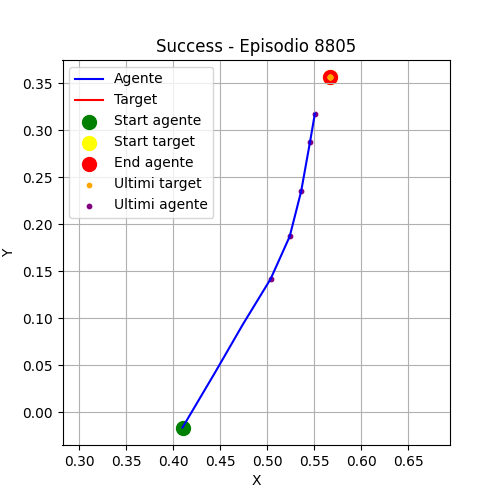 Success - Episodio 8805
Agente
Target
Start agente
Start target
End agente
Ultimi target
Ultimi agente
Y
0.35
0.30
0.25
0.20
0.15
0.10
0.05
0.00
0.30 0.35 0.40 0.45 0.50 0.55 0.60 0.65
X